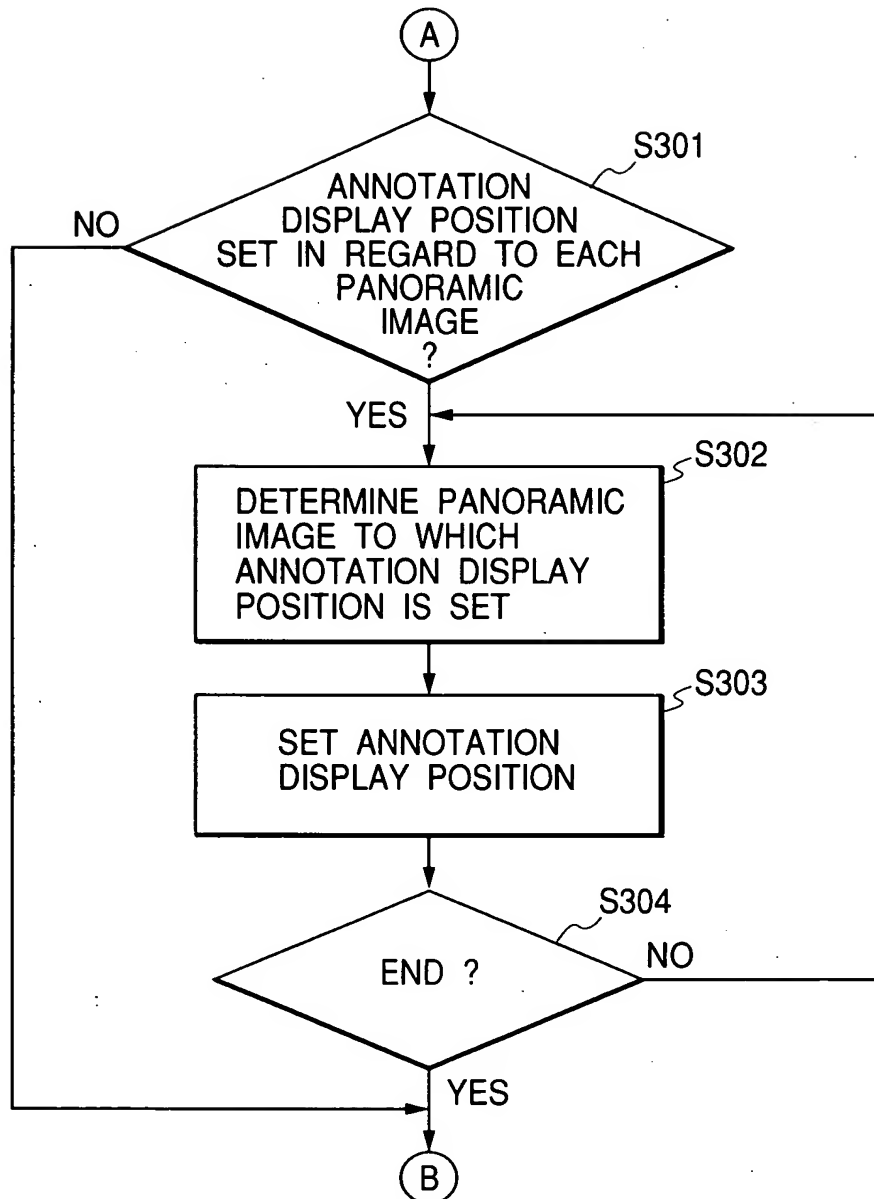 A
S301
ANNOTATION
DISPLAY POSITION
SET IN REGARD TO EACH
PANORAMIC
IMAGE
?
NO
YES
S302
DETERMINE PANORAMIC
IMAGE TO WHICH
ANNOTATION DISPLAY
POSITION IS SET
S303
SET ANNOTATION
DISPLAY POSITION
S304
END ?
NO
YES
B